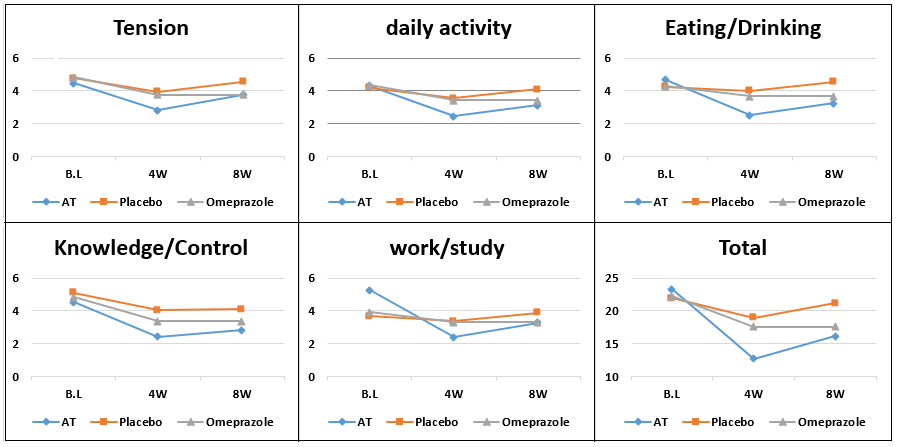 Tension
6
4
2
0
B.L 4W 8W
AT Placebo Omeprazole
daily activity
6
4
2
0
B.L 4W 8W
AT Placebo Omeprazole
Eating/Drinking
6
4
2
0
B.L 4W 8W
AT Placebo Omeprazole
Knowledge/Control
6
4
2
0
B.L 4W 8W
AT Placebo Omeprazole
work/study
6
4
2
0
B.L 4W 8W
AT Placebo Omeprazole
Total
25
20
15
10
B.L 4W 8W
AT Placebo Omeprazole